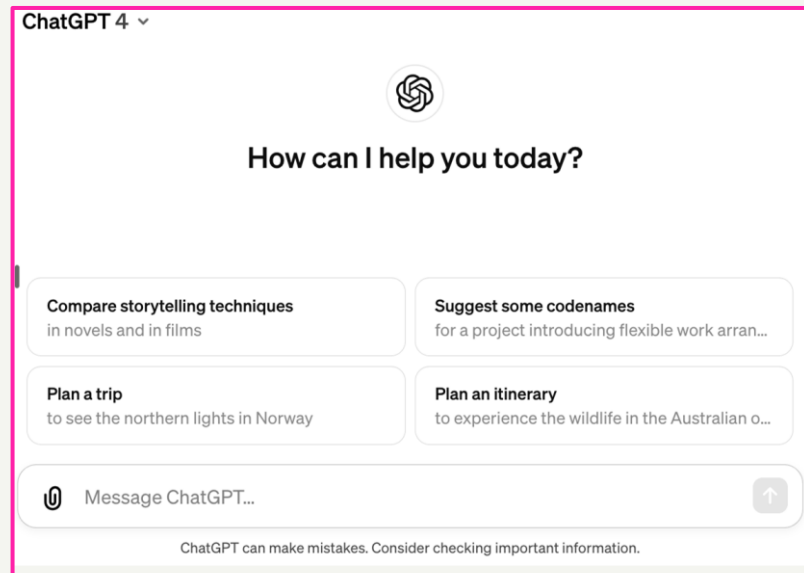 ChatGPT 4
How can I help you today?
Compare storytelling techniques
in novels and in films
Suggest some codenames
for a project introducing flexible work arran...
Plan a trip
to see the northern lights in Norway
Plan an itinerary
to experience the wildlife in the Australian o...
Message ChatGPT...
ChatGPT can make mistakes. Consider checking important information.